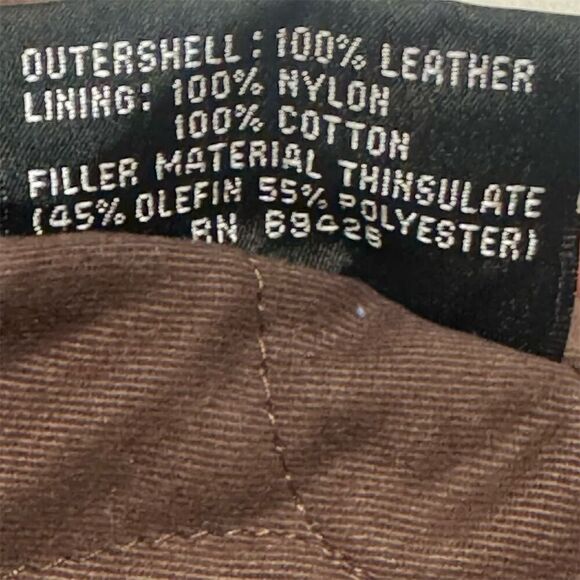 OUTERSHELL: 100% LEATHER
LINING: 100% NYLON
100% COTTON
FILLER MATERIAL THINSULATE
(45% OLEFIN 55% POLYESTER)
RN 69426